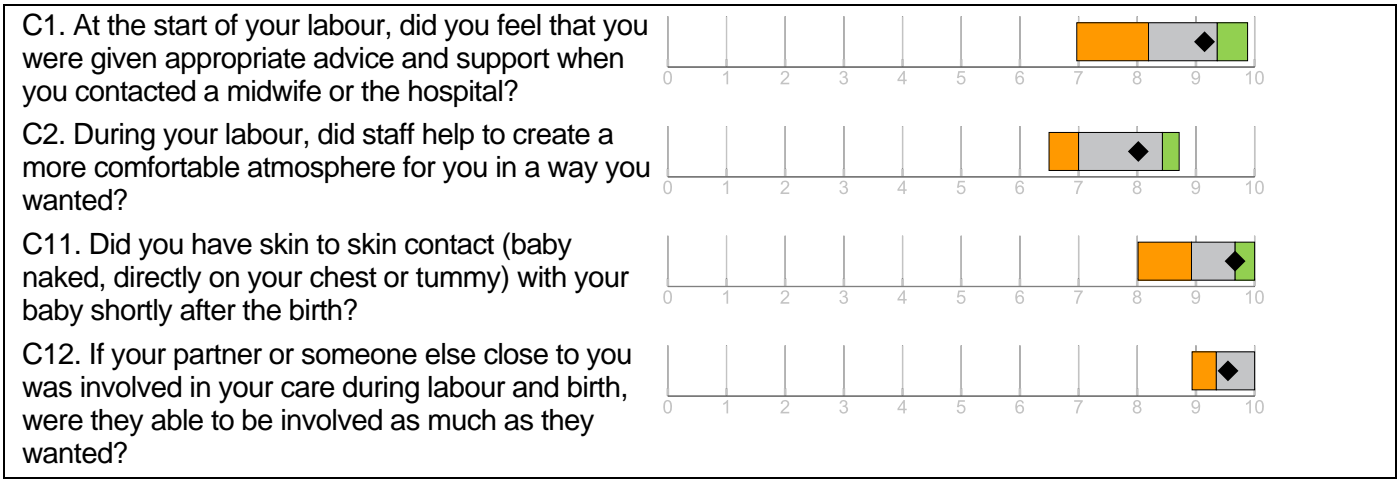 C1. At the start of your labour, did you feel that you
were given appropriate advice and support when
you contacted a midwife or the hospital?
0 1 2 3 4 5 6 7 8 9 10
C2. During your labour, did staff help to create a
more comfortable atmosphere for you in a way you
wanted?
0 1 2 3 4 5 6 7 8 9 10
C11. Did you have skin to skin contact (baby
naked, directly on your chest or tummy) with your
baby shortly after the birth?
0 1 2 3 4 5 6 7 8 9 10
C12. If your partner or someone else close to you
was involved in your care during labour and birth,
were they able to be involved as much as they
wanted?
0 1 2 3 4 5 6 7 8 9 10